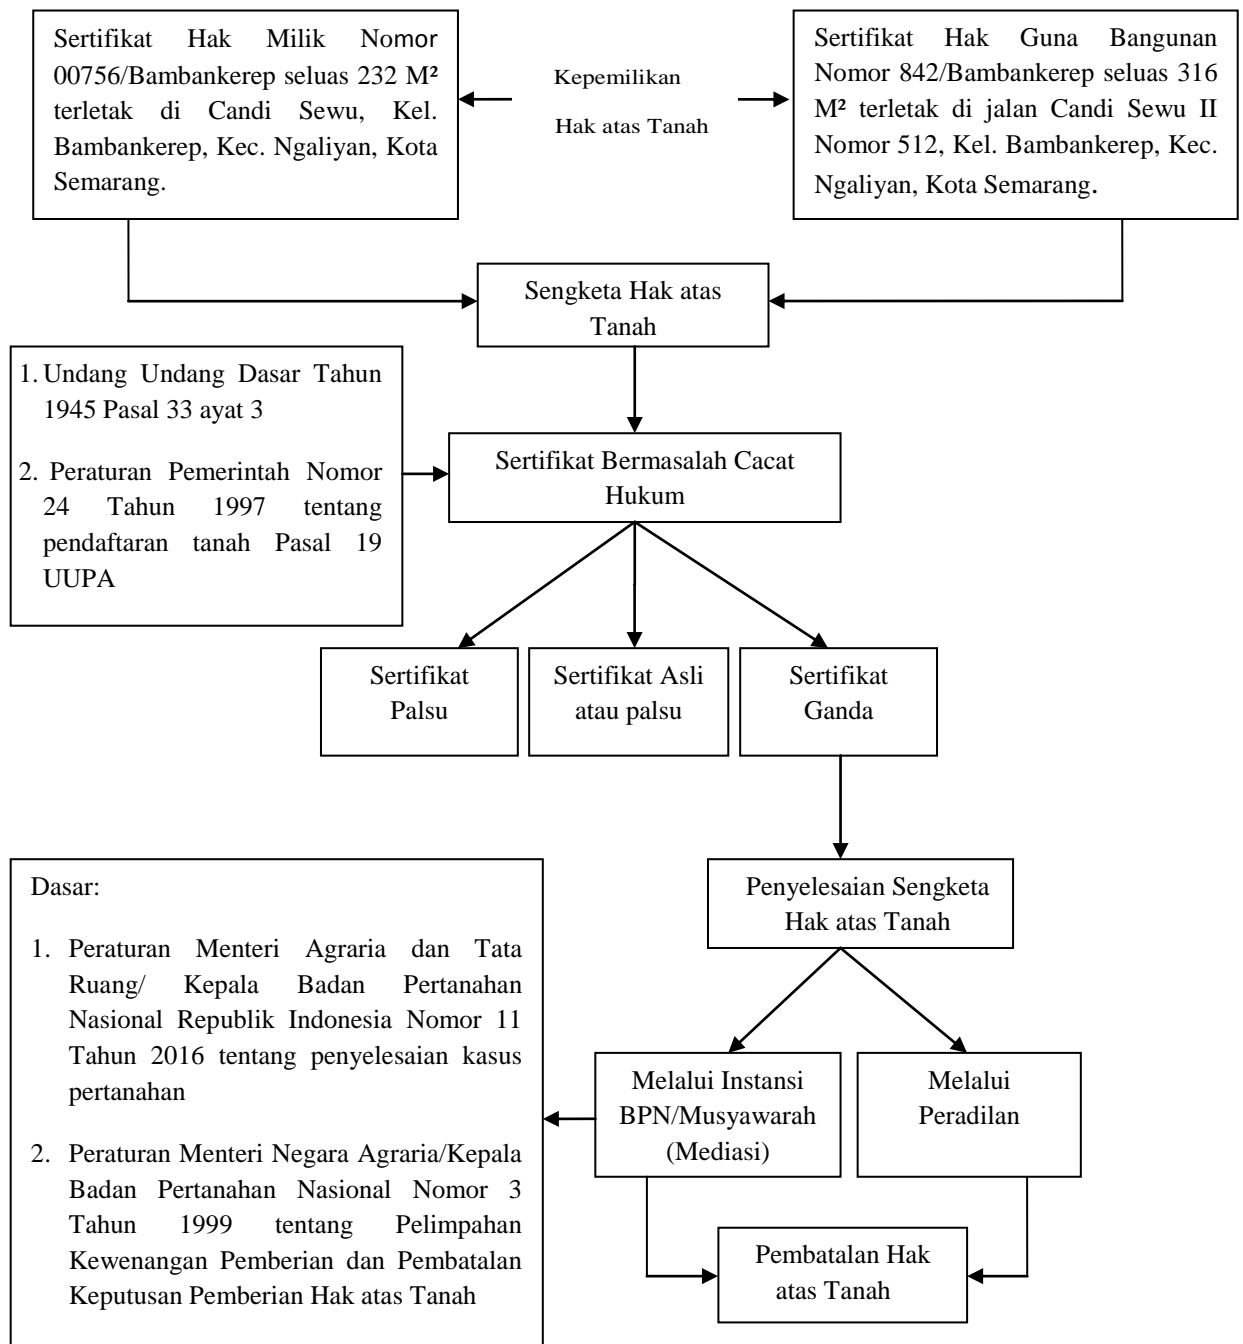 Sertifikat Hak Milik Nomor
00756/Bambankerep seluas 232 M²
terletak di Candi Sewu, Kel.
Bambankerep, Kec. Ngaliyan, Kota
Semarang.
Kepemilikan
Hak atas Tanah
Sertifikat Hak Guna Bangunan
Nomor 842/Bambankerep seluas 316
M² terletak di jalan Candi Sewu II
Nomor 512, Kel. Bambankerep, Kec.
Ngaliyan, Kota Semarang.
Sengketa Hak atas
Tanah
1. Undang Undang Dasar Tahun
1945 Pasal 33 ayat 3
2. Peraturan Pemerintah Nomor
24 Tahun 1997 tentang
pendaftaran tanah Pasal 19
UUPA
Sertifikat Bermasalah Cacat
Hukum
Sertifikat
Palsu
Sertifikat Asli
atau palsu
Sertifikat
Ganda
Penyelesaian Sengketa
Hak atas Tanah
Dasar:
1. Peraturan Menteri Agraria dan Tata
Ruang/ Kepala Badan Pertanahan
Nasional Republik Indonesia Nomor 11
Tahun 2016 tentang penyelesaian kasus
pertanahan
2. Peraturan Menteri Negara Agraria/Kepala
Badan Pertanahan Nasional Nomor 3
Tahun 1999 tentang Pelimpahan
Kewenangan Pemberian dan Pembatalan
Keputusan Pemberian Hak atas Tanah
Melalui Instansi
BPN/Musyawarah
(Mediasi)
Melalui
Peradilan
Pembatalan Hak
atas Tanah